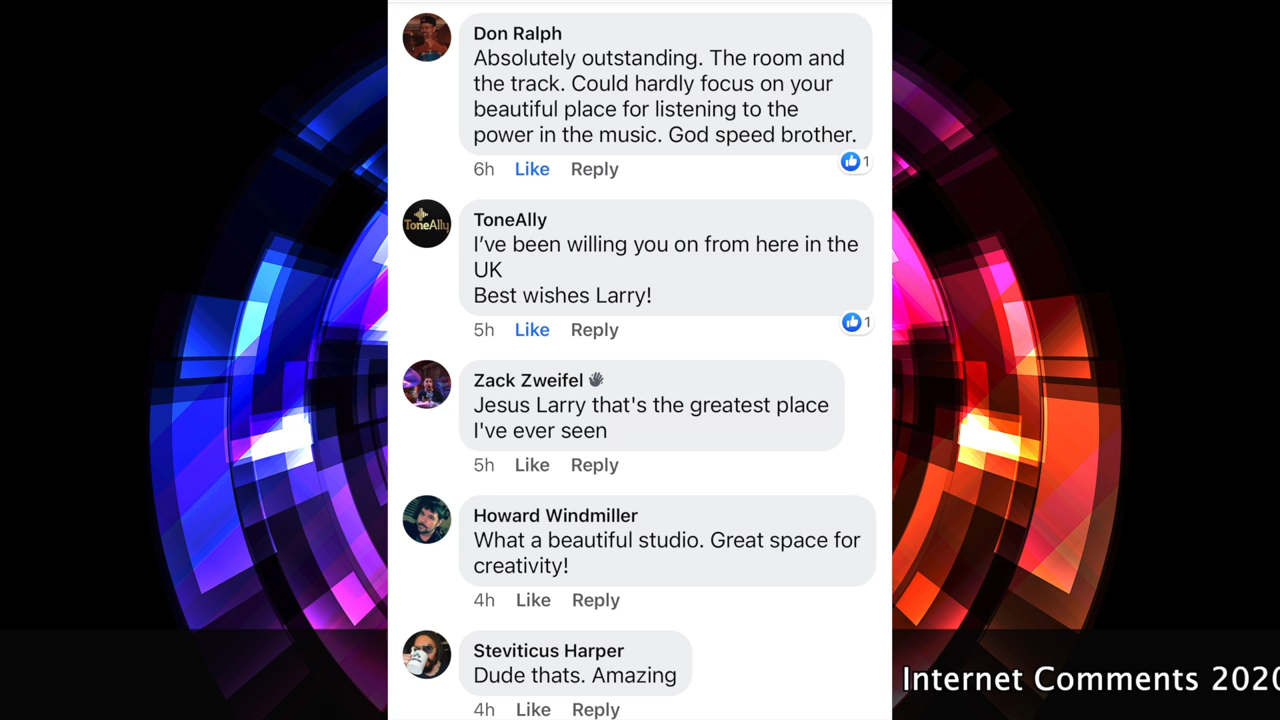 Don Ralph
Absolutely outstanding. The room and
the track. Could hardly focus on your
beautiful place for listening to the
power in the music. God speed brother.
6h Like Reply 1
ToneAlly
ToneAlly
I’ve been willing you on from here in the
UK
Best wishes Larry!
5h Like Reply 1
Zack Zweifel
Jesus Larry that's the greatest place
I've ever seen
5h Like Reply
Howard Windmiller
What a beautiful studio. Great space for
creativity!
4h Like Reply
Steviticus Harper
Dude thats. Amazing
4h Like Reply
Internet Comments 2020